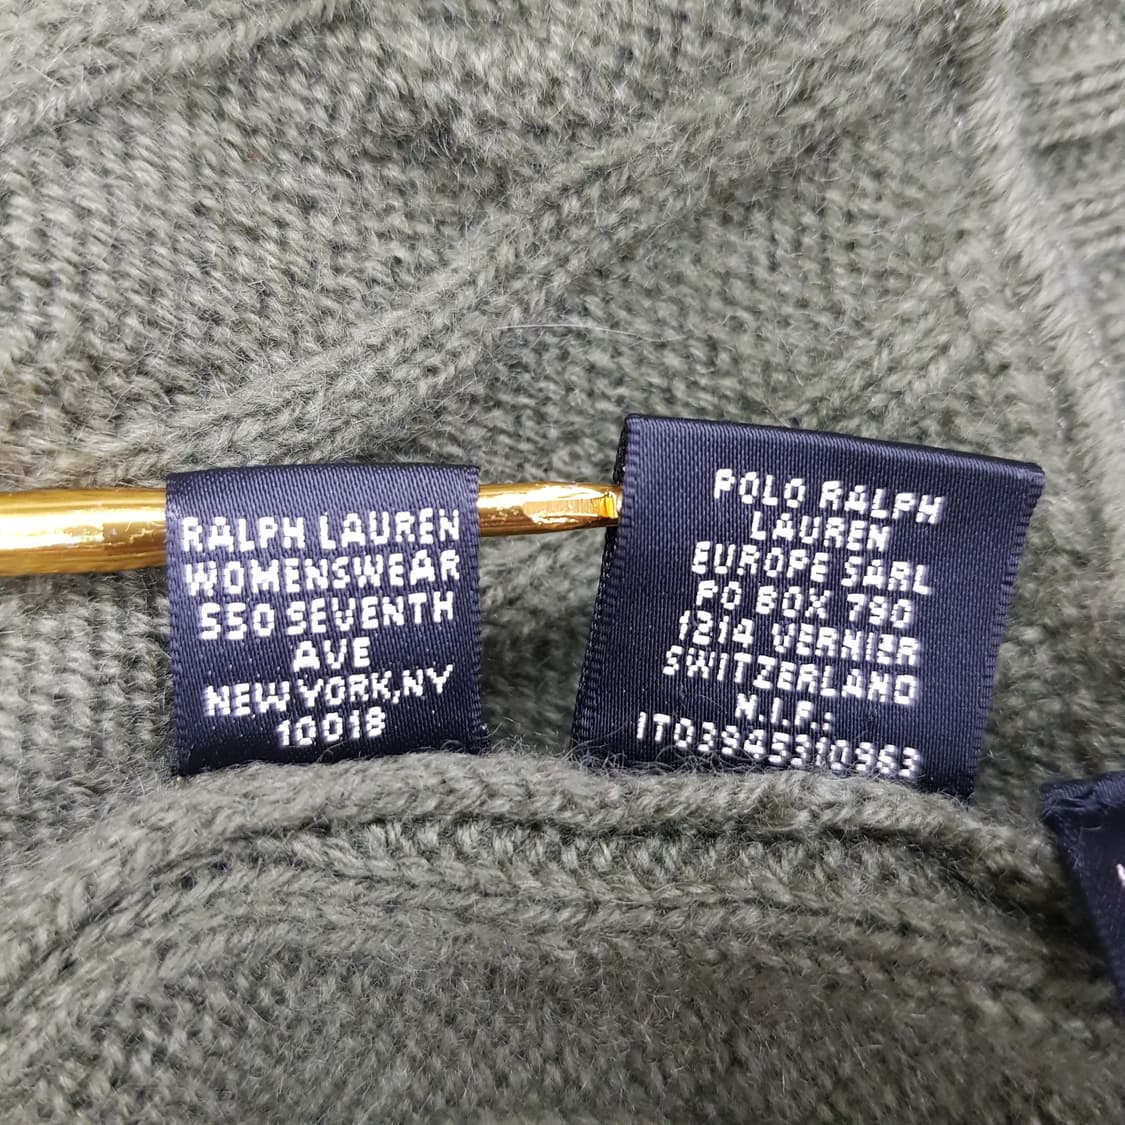 RALPH LAUREN
WOMENSWEAR
550 SEVENTH
AVE
NEW YORK,NY
10018
POLO RALPH
LAUREN
EUROPE SARL
PO BOX 790
1214 VERNIER
SWITZERLAND
N.I.F.:
IT03945310963